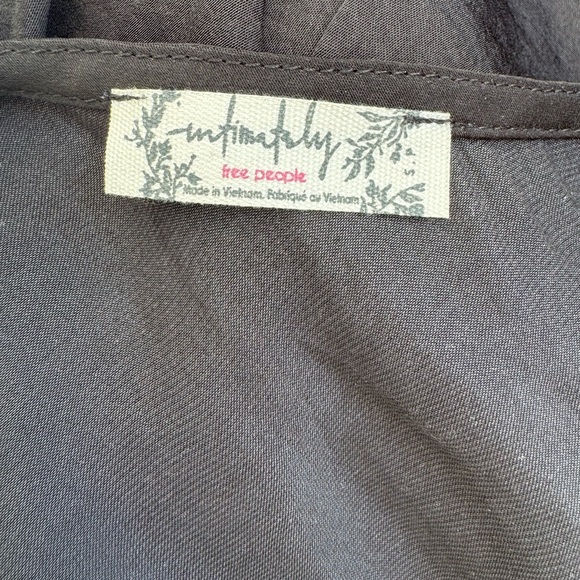 intimately
free people
Made in Vietnam. Fabriqué au Vietnam
S.P